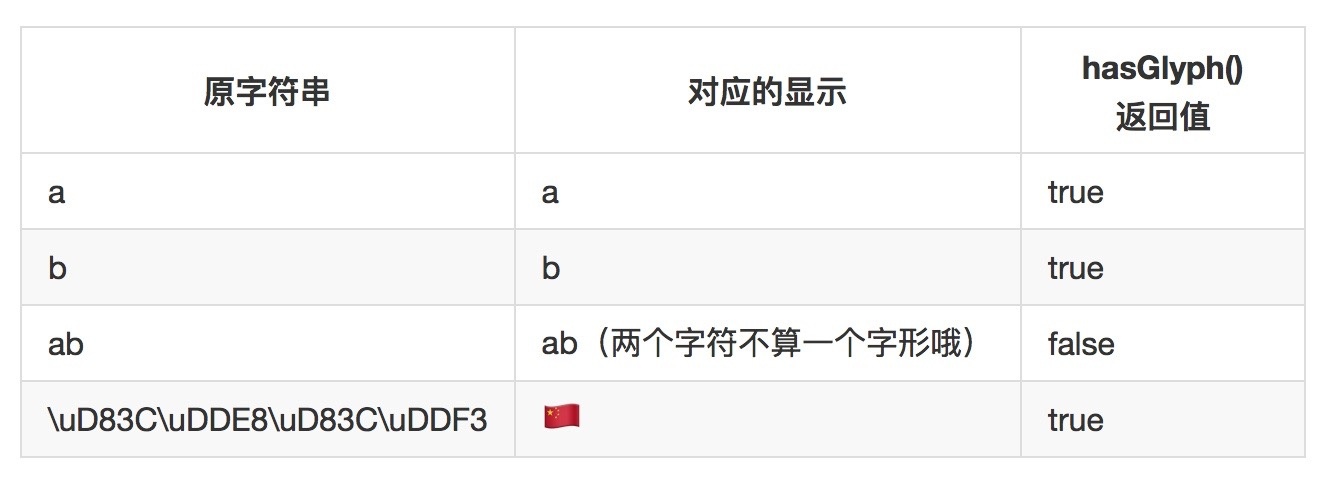 原字符串 对应的显示 hasGlyph()
返回值
a a true
b b true
ab ab（两个字符不算一个字形哦） false
\uD83C\uDDE8\uD83C\uDDF3 🇨🇳 true